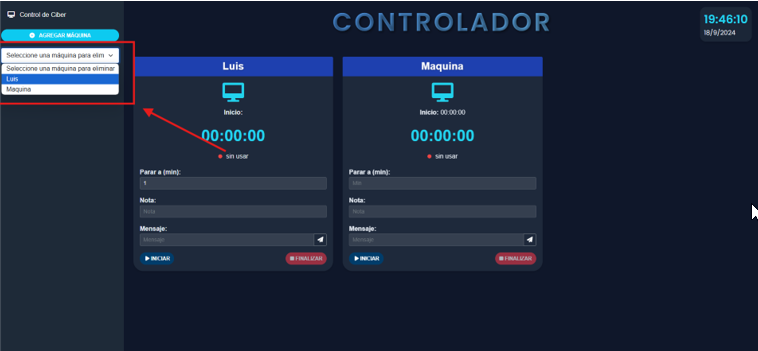 Control de Ciber
CONTROLADOR
19:46:10
18/9/2024
AGREGAR MÁQUINA
Seleccione una máquina para elim
Seleccione una máquina para eliminar
Luis
Maquina
Luis
Inicio:
00:00:00
sin usar
Parar a (min):
1
Nota:
Nota
Mensaje:
Mensaje
INICIAR
FINALIZAR
Maquina
Inicio: 00:00:00
00:00:00
sin usar
Parar a (min):
Min
Nota:
Nota
Mensaje:
Mensaje
INICIAR
FINALIZAR